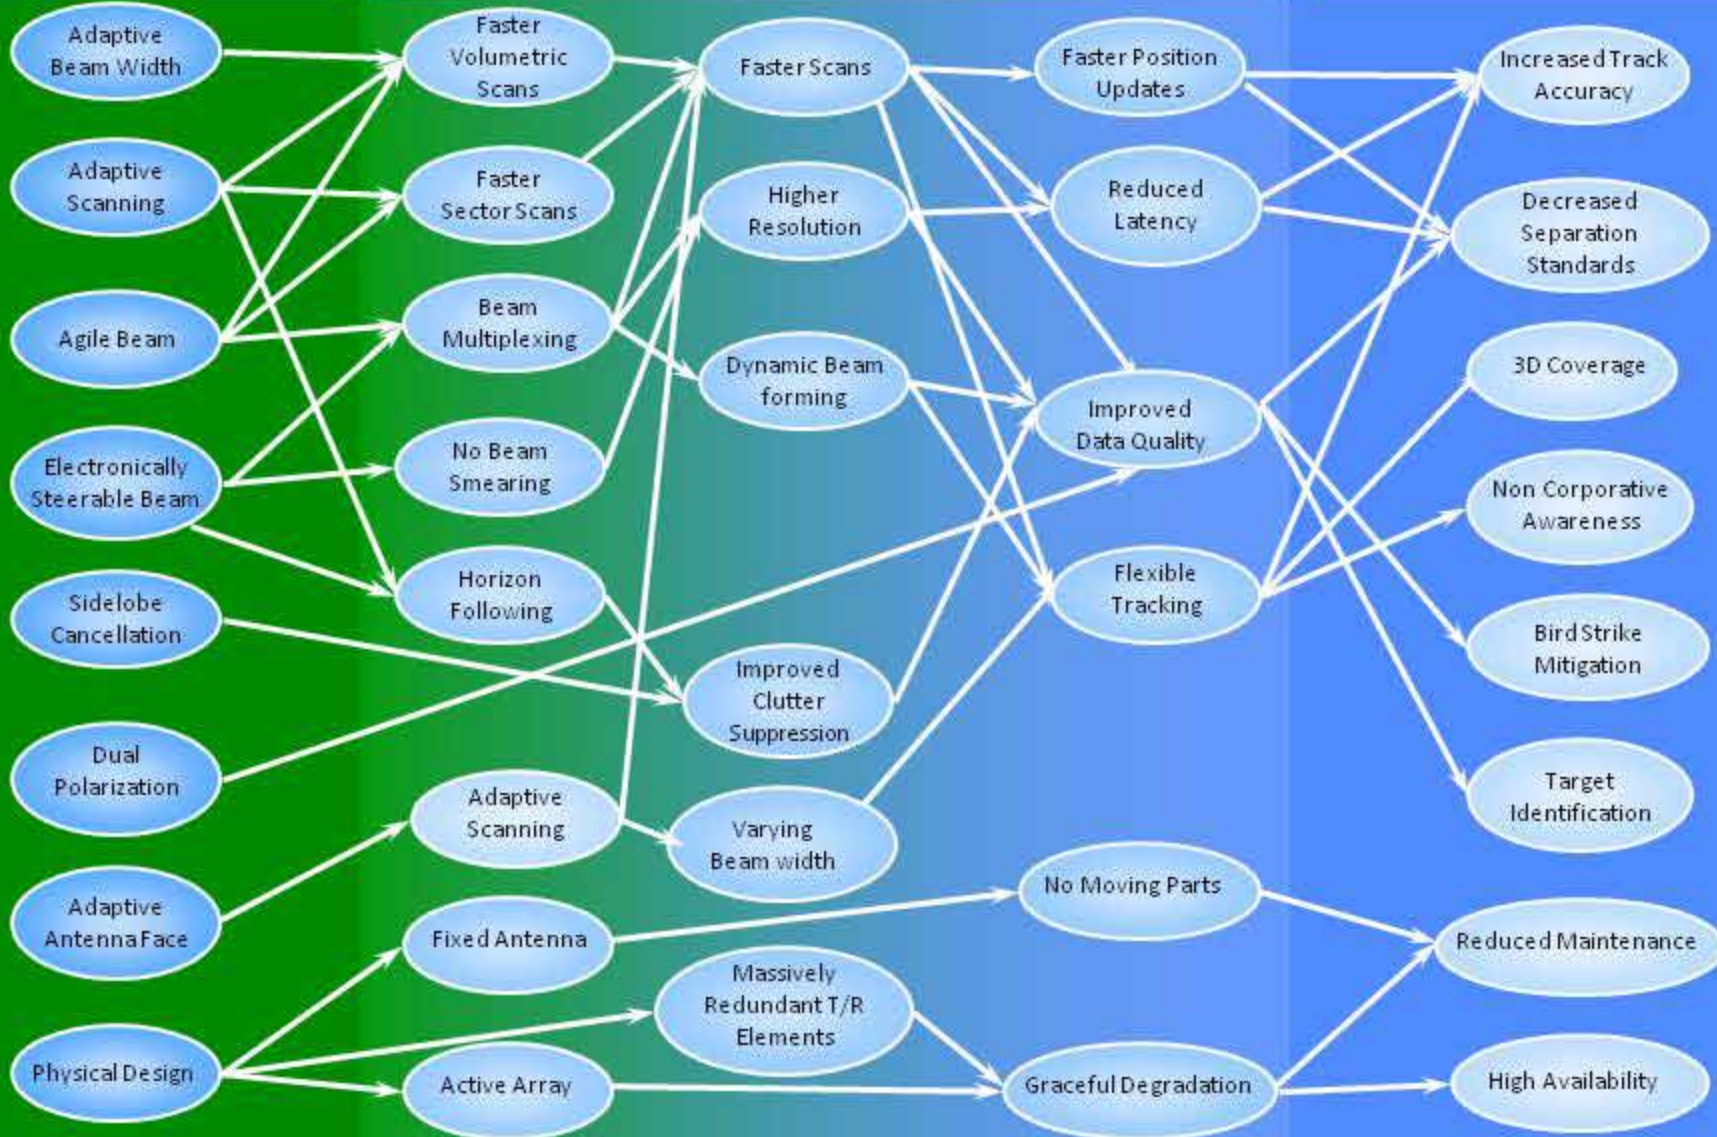 Adaptive
Beam Width
Adaptive
Scanning
Agile Beam
Electronically
Steerable Beam
Sidelobe
Cancellation
Dual
Polarization
Adaptive
Antenna Face
Physical Design
Faster
Volumetric
Scans
Faster
Sector Scans
Beam
Multiplexing
No Beam
Smearing
Horizon
Following
Adaptive
Scanning
Fixed Antenna
Active Array
Faster Scans
Higher
Resolution
Dynamic Beam
forming
Improved
Clutter
Suppression
Varying
Beam width
Massively
Redundant T/R
Elements
Faster Position
Updates
Reduced
Latency
Improved
Data Quality
Flexible
Tracking
No Moving Parts
Graceful Degradation
Increased Track
Accuracy
Decreased
Separation
Standards
3D Coverage
Non Corporative
Awareness
Bird Strike
Mitigation
Target
Identification
Reduced Maintenance
High Availability